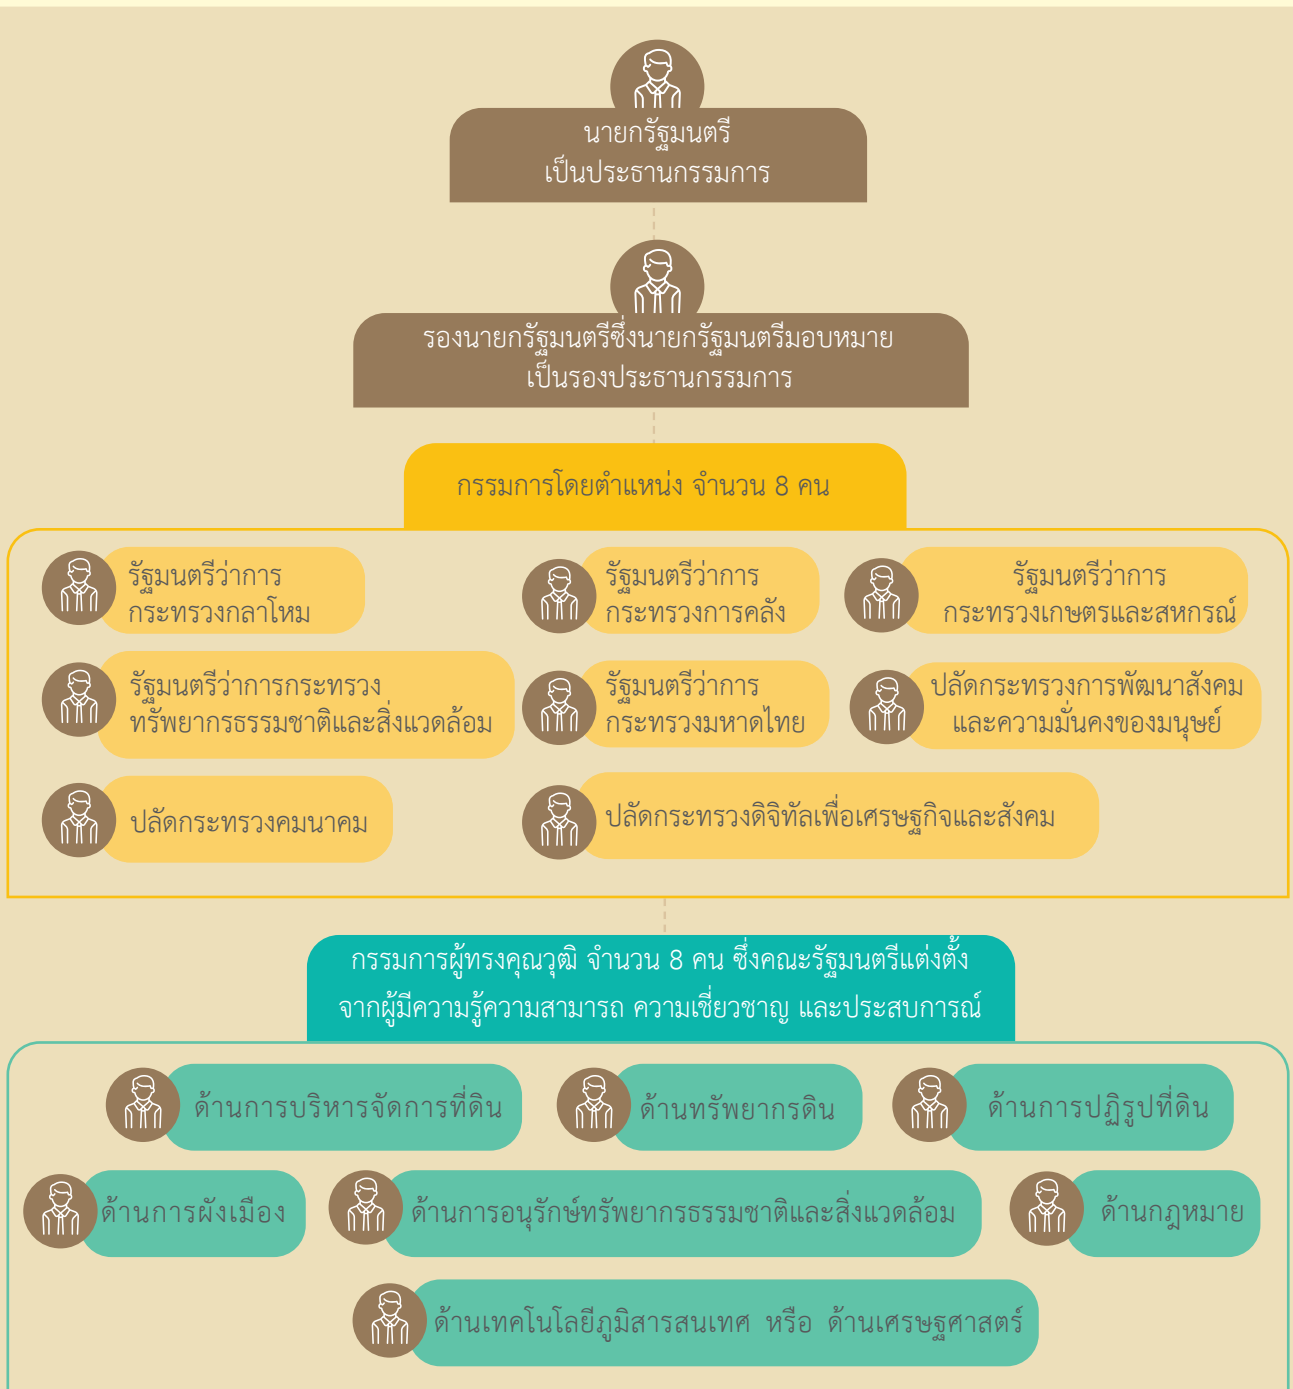 นายกรัฐมนตรี
เป็นประธานกรรมการ
รองนายกรัฐมนตรีซึ่งนายกรัฐมนตรีมอบหมาย
เป็นรองประธานกรรมการ
กรรมการโดยตำแหน่ง จำนวน 8 คน
รัฐมนตรีว่าการ
กระทรวงกลาโหม
รัฐมนตรีว่าการ
กระทรวงการคลัง
รัฐมนตรีว่าการ
กระทรวงเกษตรและสหกรณ์
รัฐมนตรีว่าการกระทรวง
ทรัพยากรธรรมชาติและสิ่งแวดล้อม
รัฐมนตรีว่าการ
กระทรวงมหาดไทย
ปลัดกระทรวงการพัฒนาสังคม
และความมั่นคงของมนุษย์
ปลัดกระทรวงคมนาคม
ปลัดกระทรวงดิจิทัลเพื่อเศรษฐกิจและสังคม
กรรมการผู้ทรงคุณวุฒิ จำนวน 8 คน ซึ่งคณะรัฐมนตรีแต่งตั้ง
จากผู้มีความรู้ความสามารถ ความเชี่ยวชาญ และประสบการณ์
ด้านการบริหารจัดการที่ดิน
ด้านทรัพยากรดิน
ด้านการปฏิรูปที่ดิน
ด้านการผังเมือง
ด้านการอนุรักษ์ทรัพยากรธรรมชาติและสิ่งแวดล้อม
ด้านกฎหมาย
ด้านเทคโนโลยีภูมิสารสนเทศ หรือ ด้านเศรษฐศาสตร์